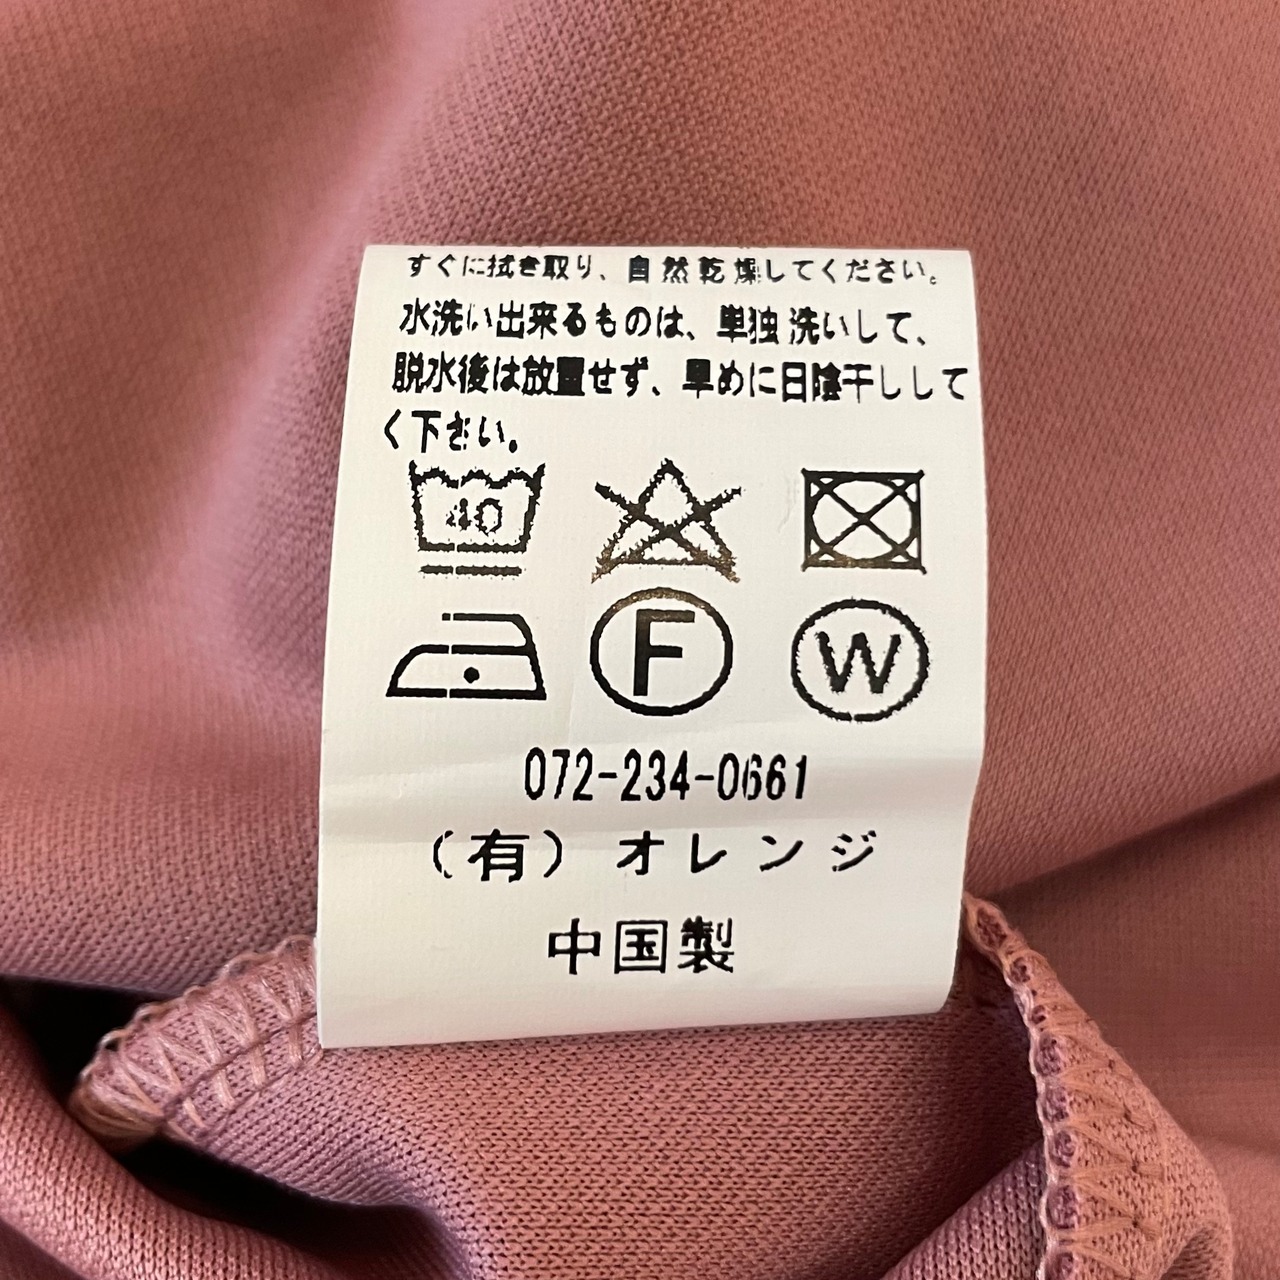 すぐに拭き取り、自然乾燥してください。
水洗い出来るものは、単独洗いして、
脱水後は放置せず、早めに日陰干しして
く下さい。
40
F W
072-234-0661
(有)オレンジ
中国製